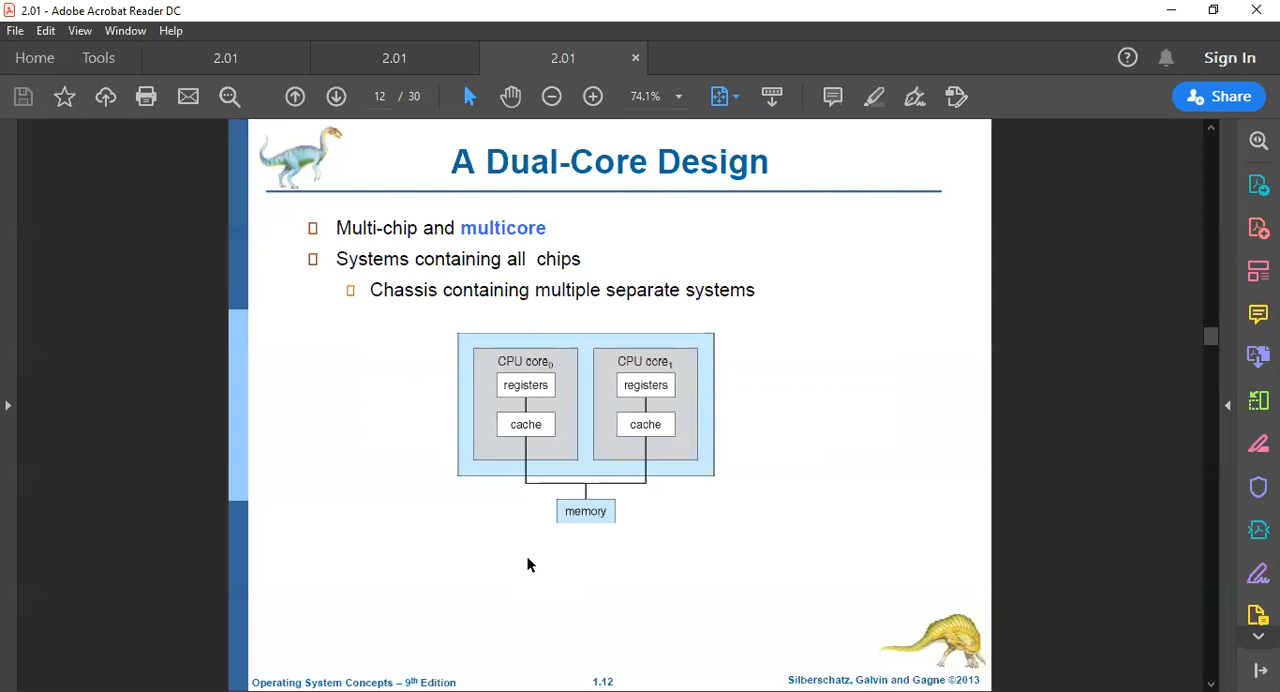 2.01 - Adobe Acrobat Reader DC
File Edit View Window Help
Home Tools 2.01 2.01 2.01 Sign In
12 / 30 74.1% Share
A Dual-Core Design
Multi-chip and multicore
Systems containing all chips
Chassis containing multiple separate systems
CPU core0 CPU core1
registers registers
cache cache
memory
Operating System Concepts – 9th Edition 1.12 Silberschatz, Galvin and Gagne ©2013